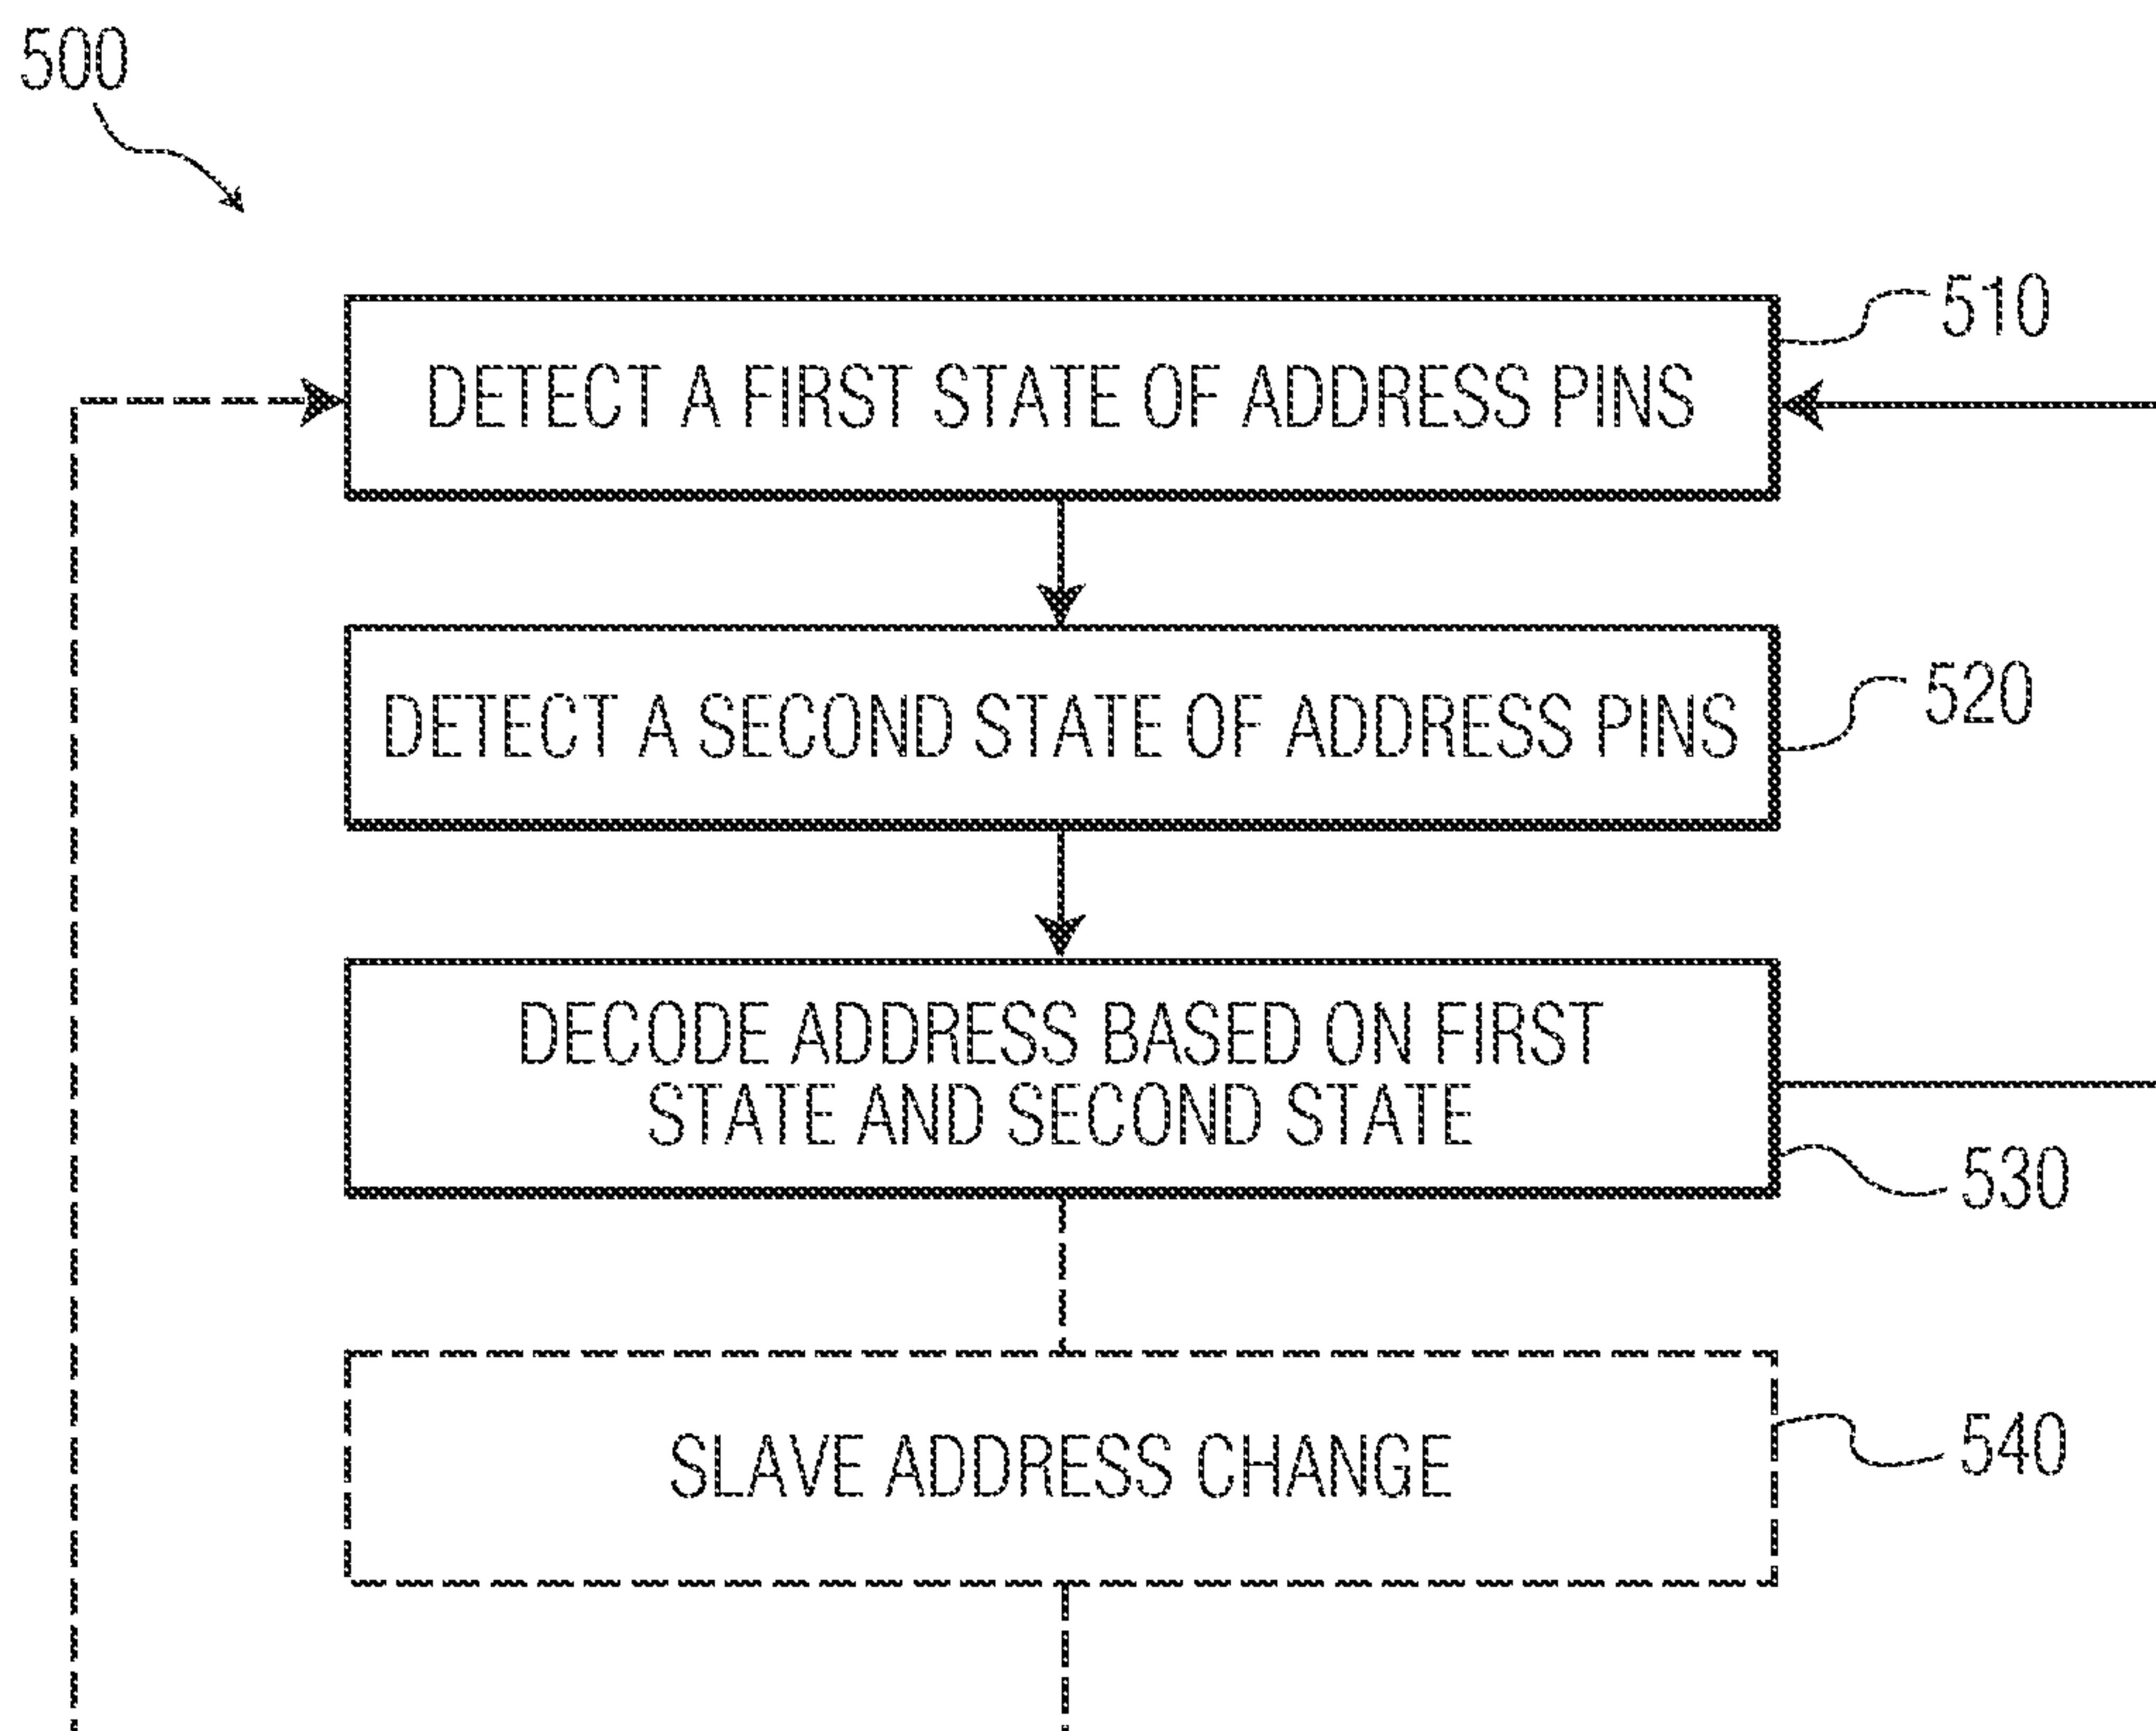 500
510
DETECT A FIRST STATE OF ADDRESS PINS
520
DETECT A SECOND STATE OF ADDRESS PINS
DECODE ADDRESS BASED ON FIRST
STATE AND SECOND STATE
530
SLAVE ADDRESS CHANGE
540